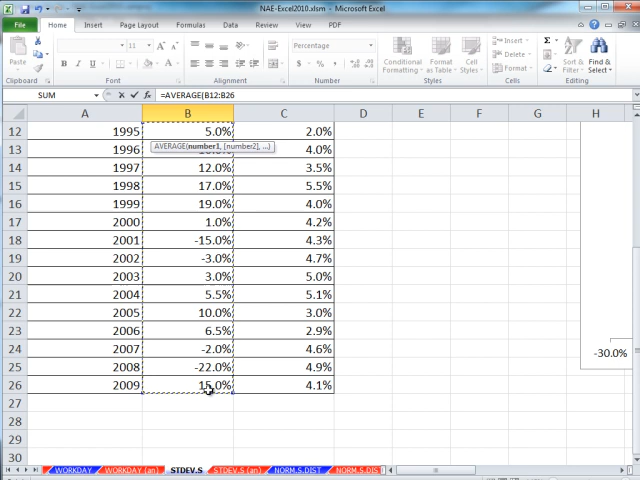 NAE-Excel2010.xlsm - Microsoft Excel
File Home Insert Page Layout Formulas Data Review View PDF
Paste Font Alignment Number Percentage
11
Conditional Formatting Format as Table Cell Styles
Insert Delete Format
Sort & Filter Find & Select
Clipboard Font Alignment Number Styles Cells Editing
SUM fx =AVERAGE(B12:B26
A B C D E F G H
12 1995 5.0% 2.0%
AVERAGE(number1, [number2], ...)
13 1996 4.0%
14 1997 12.0% 3.5%
15 1998 17.0% 5.5%
16 1999 19.0% 4.0%
17 2000 1.0% 4.2%
18 2001 -15.0% 4.3%
19 2002 -3.0% 4.7%
20 2003 3.0% 5.0%
21 2004 5.5% 5.1%
22 2005 10.0% 3.0%
23 2006 6.5% 2.9%
24 2007 -2.0% 4.6% -30.0%
25 2008 -22.0% 4.9%
26 2009 15.0% 4.1%
27
28
29
30
WORKDAY WORKDAY (an) STDEV.S STDEV.S (an) NORM.S.DIST NORM.S.DIS